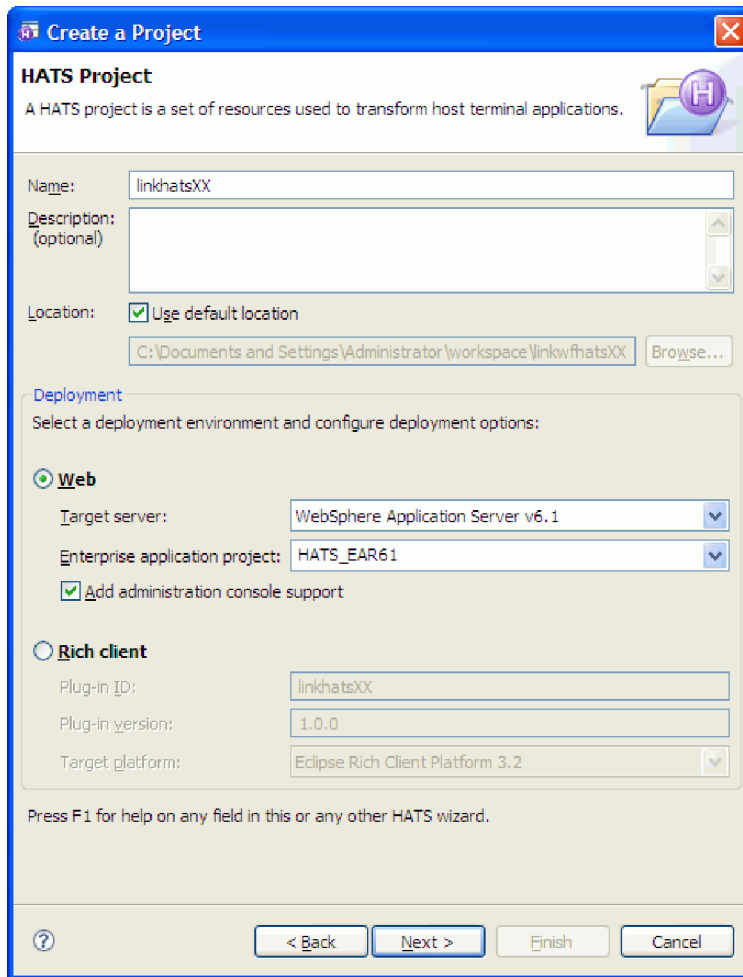 Create a Project
HATS Project
A HATS project is a set of resources used to transform host terminal applications.
H
Name: linkhatsXX
Description:
(optional)
Location: Use default location
C:\Documents and Settings\Administrator\workspace\linkwfhatsXX Browse...
Deployment
Select a deployment environment and configure deployment options:
Web
Target server: WebSphere Application Server v6.1
Enterprise application project: HATS_EAR61
Add administration console support
Rich client
Plug-in ID: linkhatsXX
Plug-in version: 1.0.0
Target platform: Eclipse Rich Client Platform 3.2
Press F1 for help on any field in this or any other HATS wizard.
? < Back Next > Finish Cancel